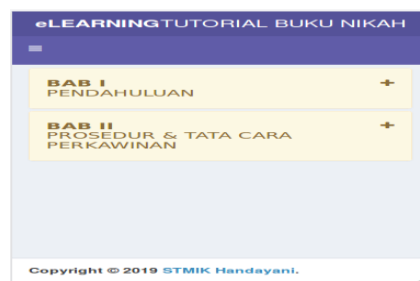 eLEARNINGTUTORIAL BUKU NIKAH
BAB I +
PENDAHULUAN
BAB II +
PROSEDUR & TATA CARA
PERKAWINAN
Copyright © 2019 STMIK Handayani.